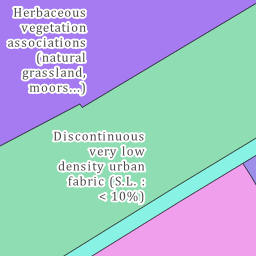 Herbaceous
vegetation
associations
(natural
grassland,
moors...)
Discontinuous
very low
density urban
fabric (S.L. :
< 10%)